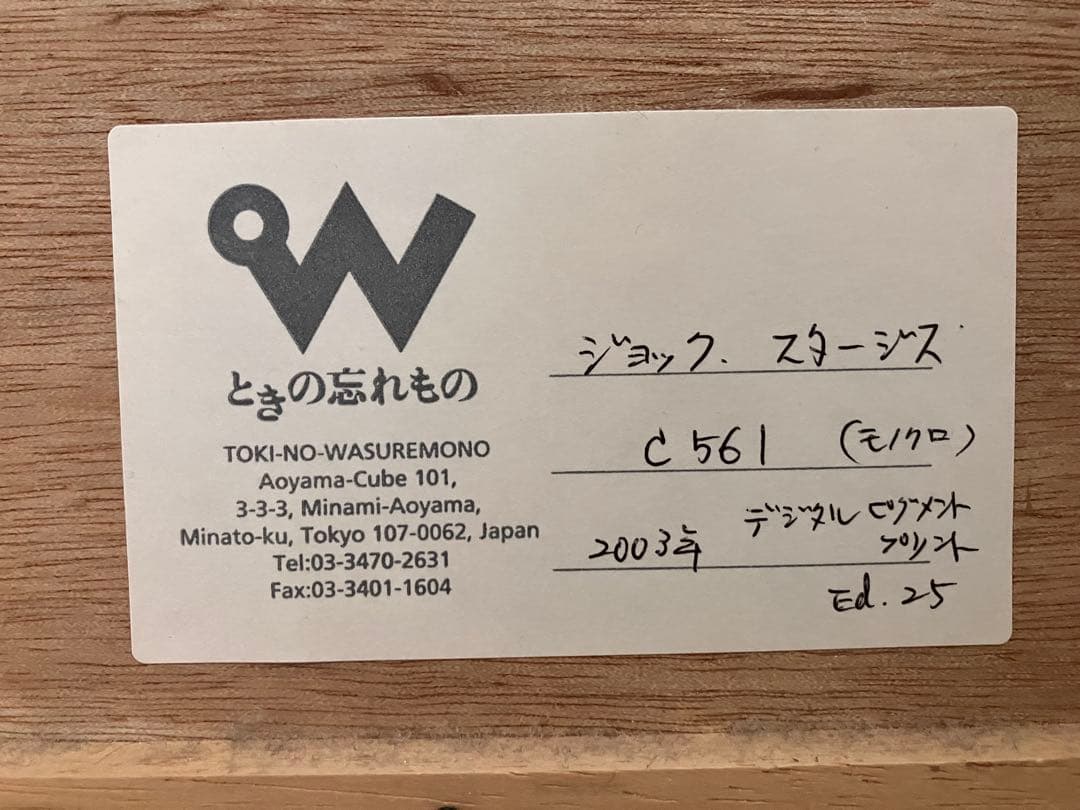 ときの忘れもの
TOKI-NO-WASUREMONO
Aoyama-Cube 101,
3-3-3, Minami-Aoyama,
Minato-ku, Tokyo 107-0062, Japan
Tel:03-3470-2631
Fax:03-3401-1604
ジョック. スタージス
C 561 (モノクロ)
2003年 デジタル ピグメント
プリント
Ed. 25